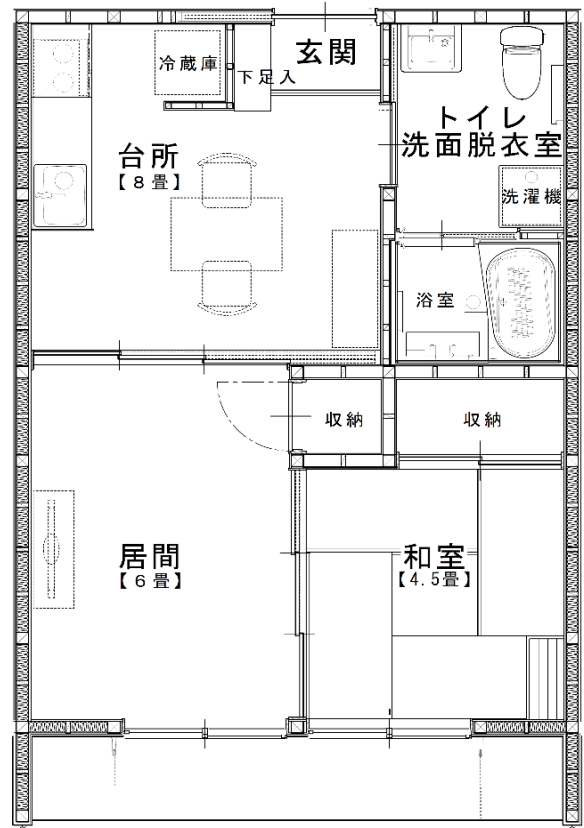 玄関
冷蔵庫
下足入
トイレ
洗面脱衣室
台所
【8畳】
洗濯機
浴室
収納
収納
居間
【6畳】
和室
【4.5畳】